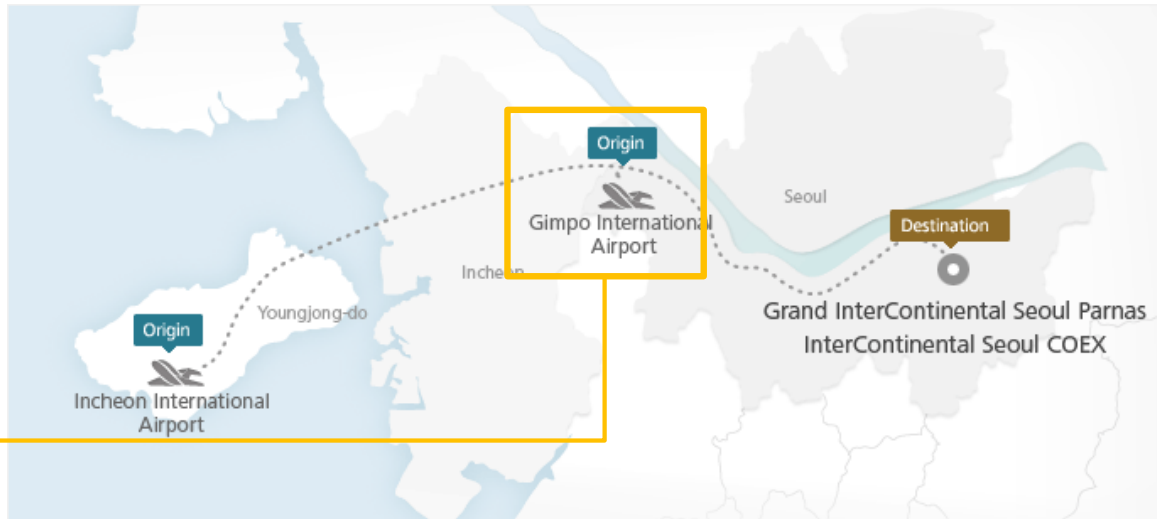 Origin
Gimpo International
Airport
Seoul
Destination
Incheon
Grand InterContinental Seoul Parnas
InterContinental Seoul COEX
Youngjong-do
Origin
Incheon International
Airport